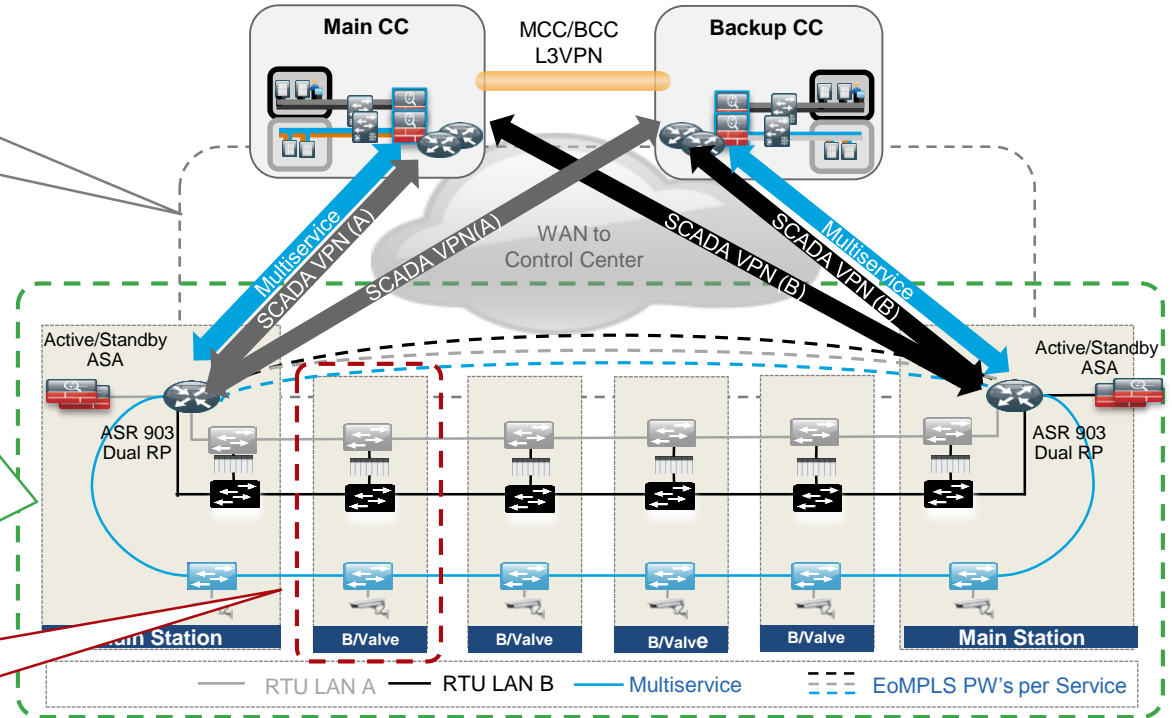 Main CC
MCC/BCC
L3VPN
Backup CC
Multiservice
SCADA VPN (A)
SCADA VPN(A)
WAN to
Control Center
SCADA VPN (B)
SCADA VPN (B)
Multiservice
Active/Standby
ASA
Active/Standby
ASA
ASR 903
Dual RP
ASR 903
Dual RP
Main Station
B/Valve
B/Valve
B/Valve
B/Valve
Main Station
RTU LAN A
RTU LAN B
Multiservice
EoMPLS PW's per Service